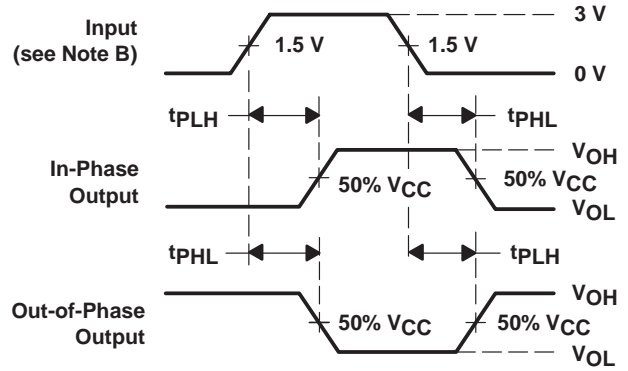 Input
(see Note B)
1.5 V
1.5 V
3 V
0 V
tPLH
tPHL
In-Phase
Output
50% VCC
50% VCC
VOH
VOL
tPHL
tPLH
Out-of-Phase
Output
50% VCC
50% VCC
VOH
VOL